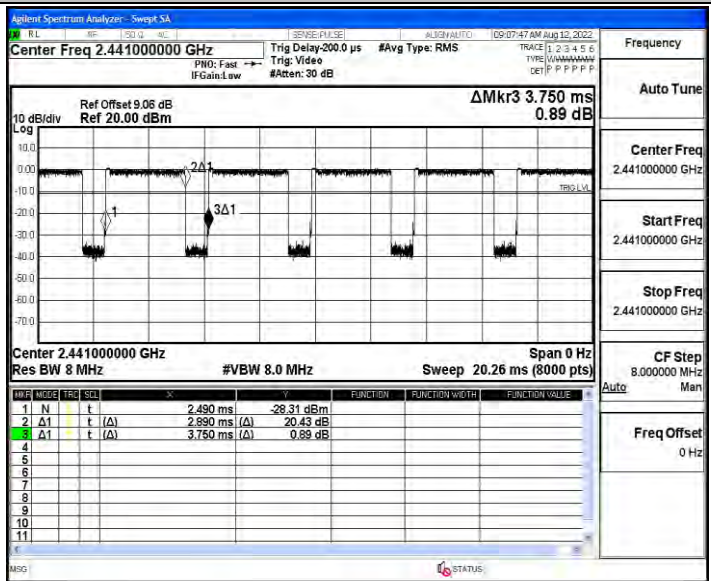 Agilent Spectrum Analyzer - Swept SA
RL RF 50 Ω AC SENSE:PULSE ALIGN AUTO 09:07:47 AM Aug 12, 2022
Center Freq 2.441000000 GHz
PNO: Fast
IFGain:Low
Trig Delay-200.0 µs
Trig: Video
#Atten: 30 dB
#Avg Type: RMS
TRACE 1 2 3 4 5 6
TYPE WWWWWW
DET P P P P P P
Frequency
Auto Tune
ΔMkr3 3.750 ms
0.89 dB
Ref Offset 9.06 dB
10 dB/div Ref 20.00 dBm
Log
10.0
0.00
-10.0
-20.0
-30.0
-40.0
-50.0
-60.0
-70.0
2Δ1
1
3Δ1
TRIG LVL
Center Freq
2.441000000 GHz
Start Freq
2.441000000 GHz
Stop Freq
2.441000000 GHz
CF Step
8.000000 MHz
Auto Man
Freq Offset
0 Hz
Center 2.441000000 GHz Span 0 Hz
Res BW 8 MHz #VBW 8.0 MHz Sweep 20.26 ms (8000 pts)
MKR MODE TRC SCL X Y FUNCTION FUNCTION WIDTH FUNCTION VALUE
1 N t 2.490 ms -28.31 dBm
2 Δ1 t (Δ) 2.890 ms (Δ) 20.43 dB
3 Δ1 t (Δ) 3.750 ms (Δ) 0.89 dB
4
5
6
7
8
9
10
11
MSG STATUS